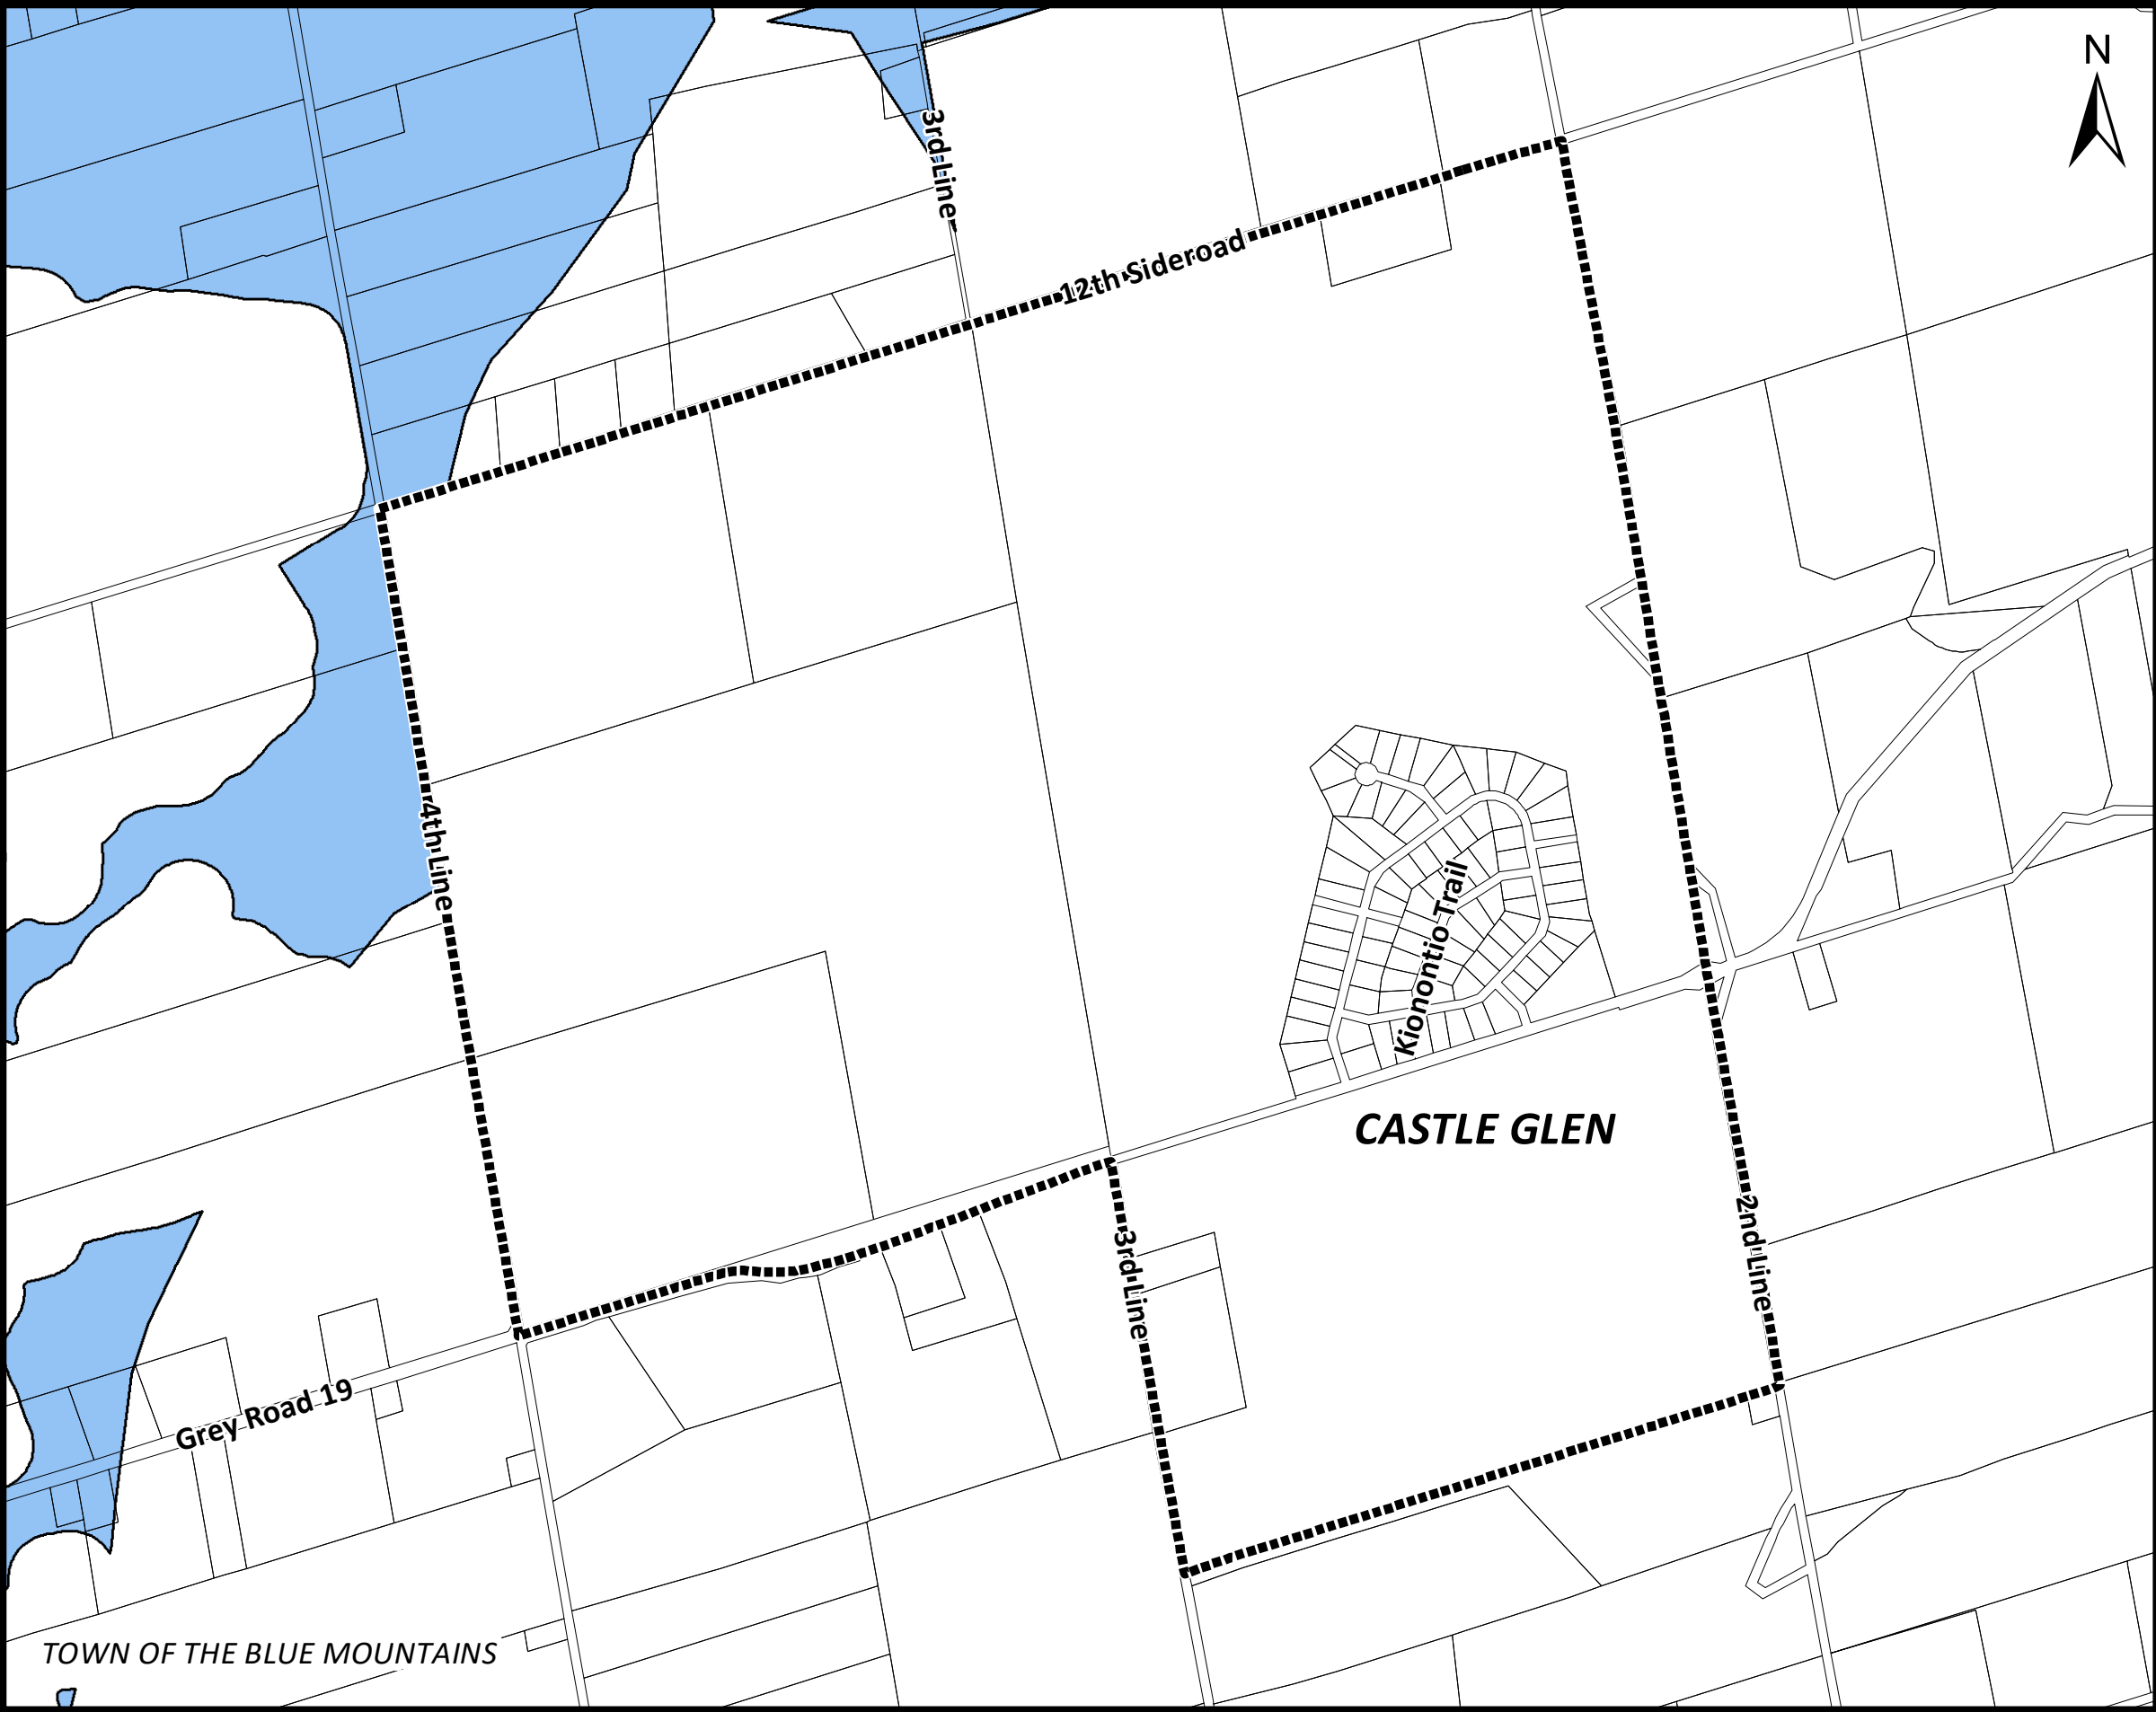 N
3rd Line
12th Sideroad
4th Line
Kionontio Trail
CASTLE GLEN
2nd Line
3rd Line
Grey Road 19
TOWN OF THE BLUE MOUNTAINS